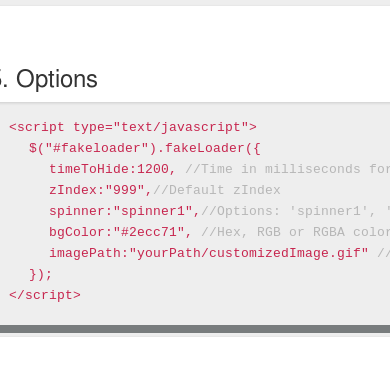 . Options
<script type="text/javascript">
$("#fakeloader").fakeLoader({
timeToHide:1200, //Time in milliseconds for
zIndex:"999",//Default zIndex
spinner:"spinner1",//Options: 'spinner1', '
bgColor:"#2ecc71", //Hex, RGB or RGBA color
imagePath:"yourPath/customizedImage.gif" //
});
</script>